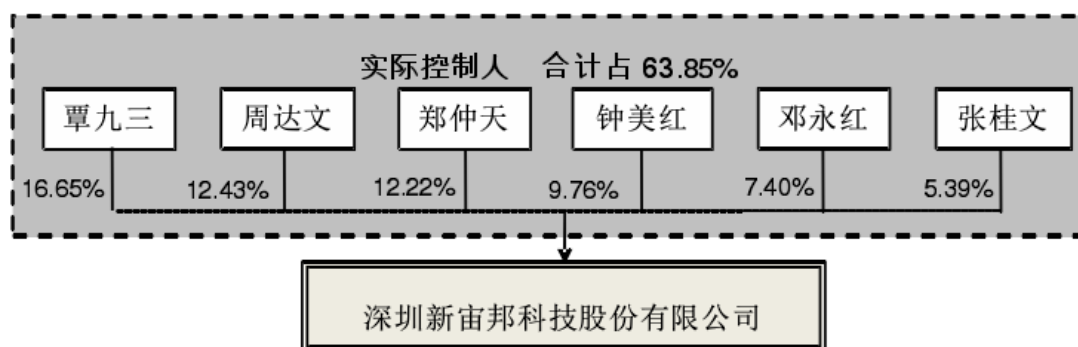 实际控制人 合计占 63.85%
覃九三 周达文 郑仲天 钟美红 邓永红 张桂文
16.65% 12.43% 12.22% 9.76% 7.40% 5.39%
深圳新宙邦科技股份有限公司